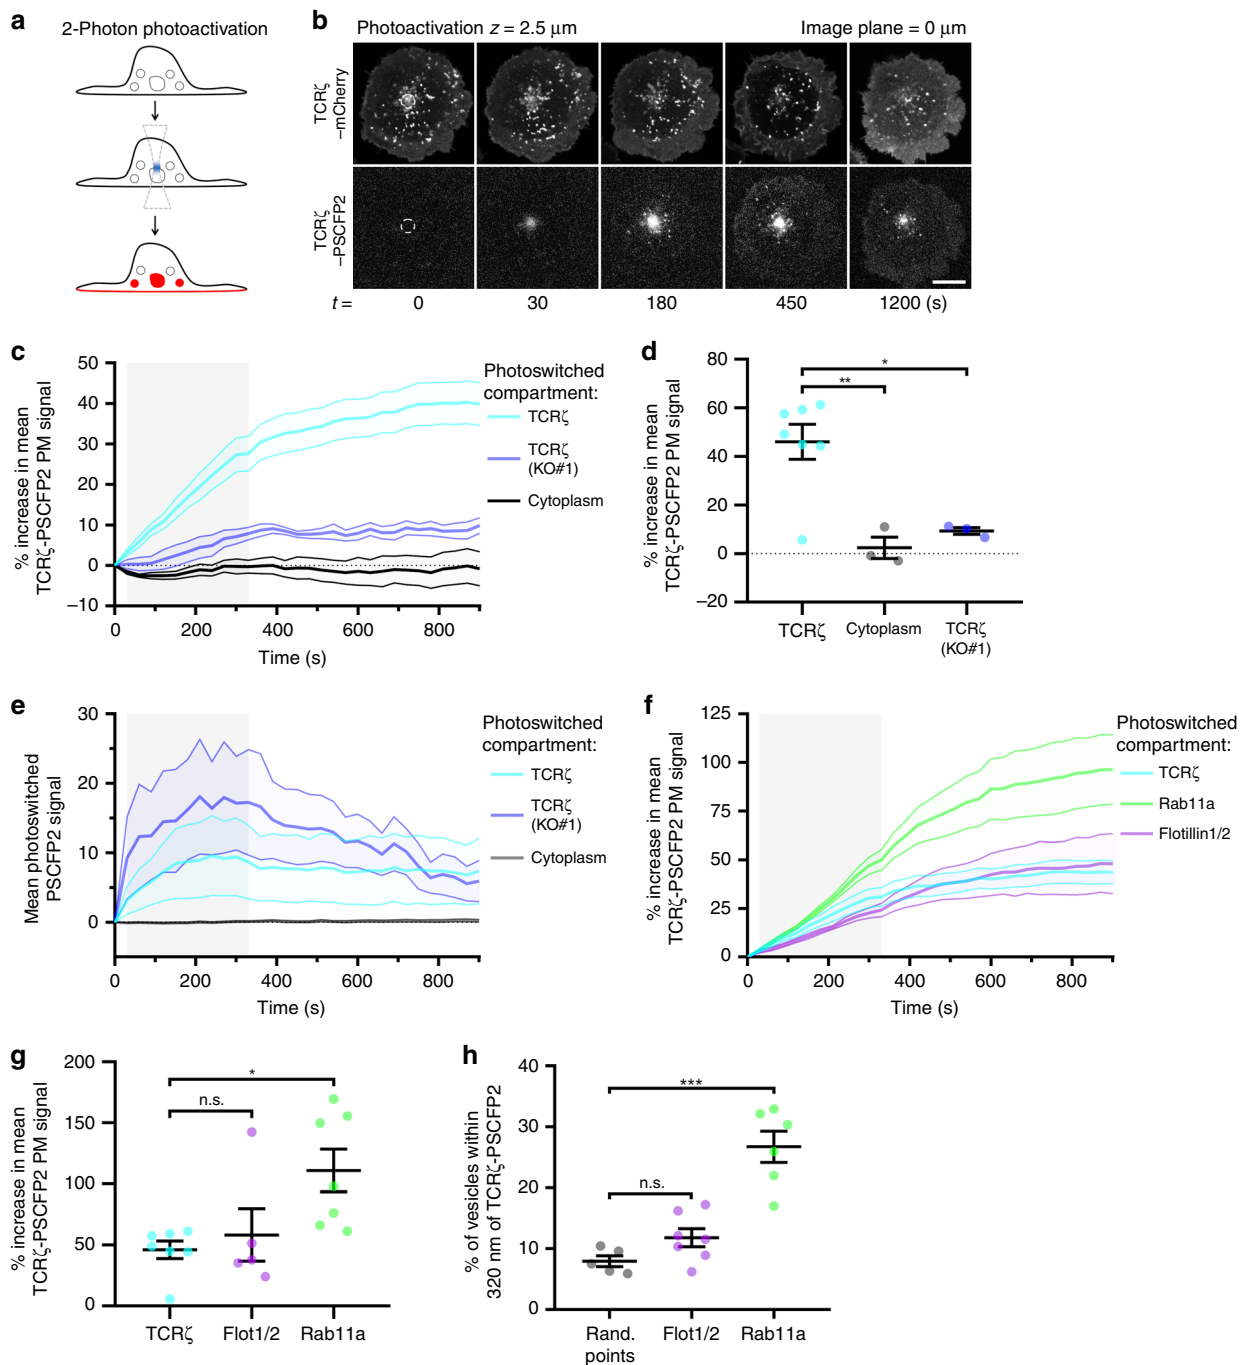 a
2-Photon photoactivation
b
Photoactivation z = 2.5 μm
Image plane = 0 μm
TCRζ
–mCherry
TCRζ
–PSCFP2
t =
0
30
180
450
1200 (s)
c
% increase in mean
TCRζ-PSCFP2 PM signal
50
40
30
20
10
0
–10
0
200
400
600
800
Time (s)
Photoswitched
compartment:
TCRζ
TCRζ
(KO#1)
Cytoplasm
d
% increase in mean
TCRζ-PSCFP2 PM signal
80
60
40
20
0
–20
**
*
TCRζ
Cytoplasm
TCRζ
(KO#1)
e
Mean photoswitched
PSCFP2 signal
30
20
10
0
0
200
400
600
800
Time (s)
Photoswitched
compartment:
TCRζ
TCRζ
(KO#1)
Cytoplasm
f
% increase in mean
TCRζ-PSCFP2 PM signal
125
100
75
50
25
0
0
200
400
600
800
Time (s)
Photoswitched
compartment:
TCRζ
Rab11a
Flotillin1/2
g
% increase in mean
TCRζ-PSCFP2 PM signal
200
150
100
50
0
*
n.s.
TCRζ
Flot1/2
Rab11a
h
% of vesicles within
320 nm of TCRζ-PSCFP2
40
30
20
10
0
***
n.s.
Rand.
points
Flot1/2
Rab11a